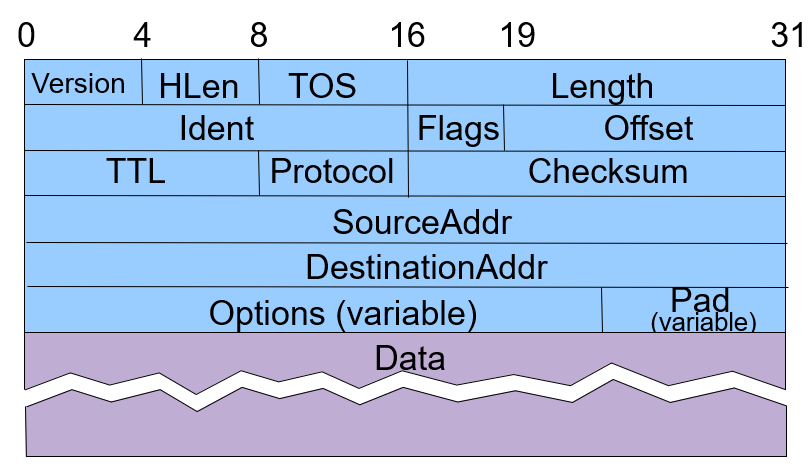 0 4 8 16 19 31
Version HLen TOS Length
Ident Flags Offset
TTL Protocol Checksum
SourceAddr
DestinationAddr
Options (variable) Pad
(variable)
Data